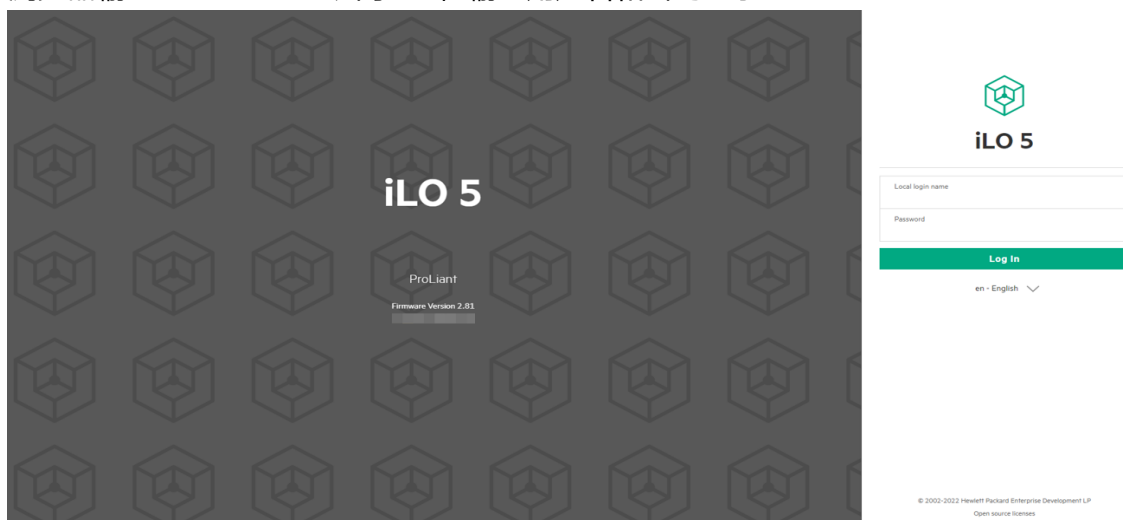 iLO 5
ProLiant
Firmware Version 2.81
iLO 5
Local login name
Password
Log In
en - English
© 2002-2022 Hewlett Packard Enterprise Development LP
Open source licenses